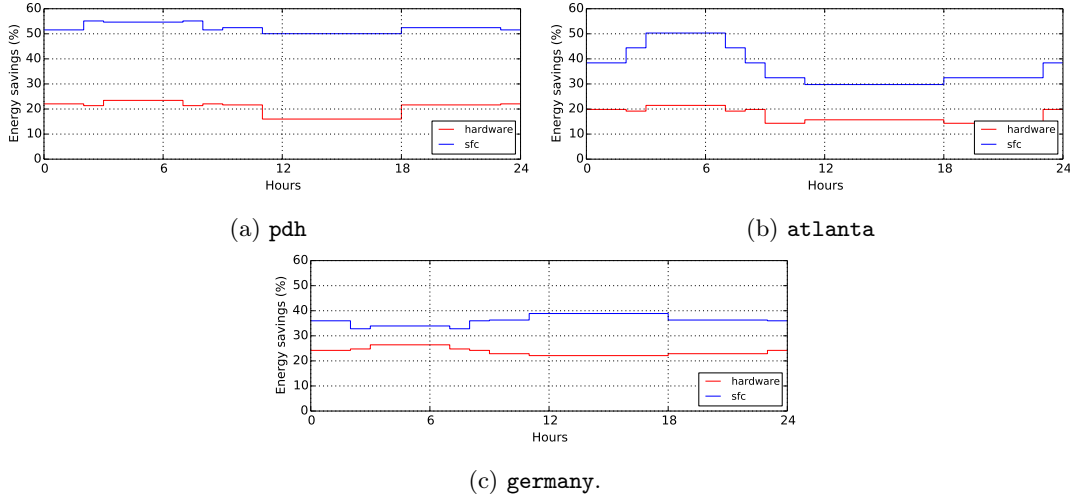 60
50
40
30
20
10
0
Energy savings (%)
hardware
sfc
0 6 12 18 24
Hours
(a) pdh
60
50
40
30
20
10
0
Energy savings (%)
hardware
sfc
0 6 12 18 24
Hours
(b) atlanta
60
50
40
30
20
10
0
Energy savings (%)
hardware
sfc
0 6 12 18 24
Hours
(c) germany.